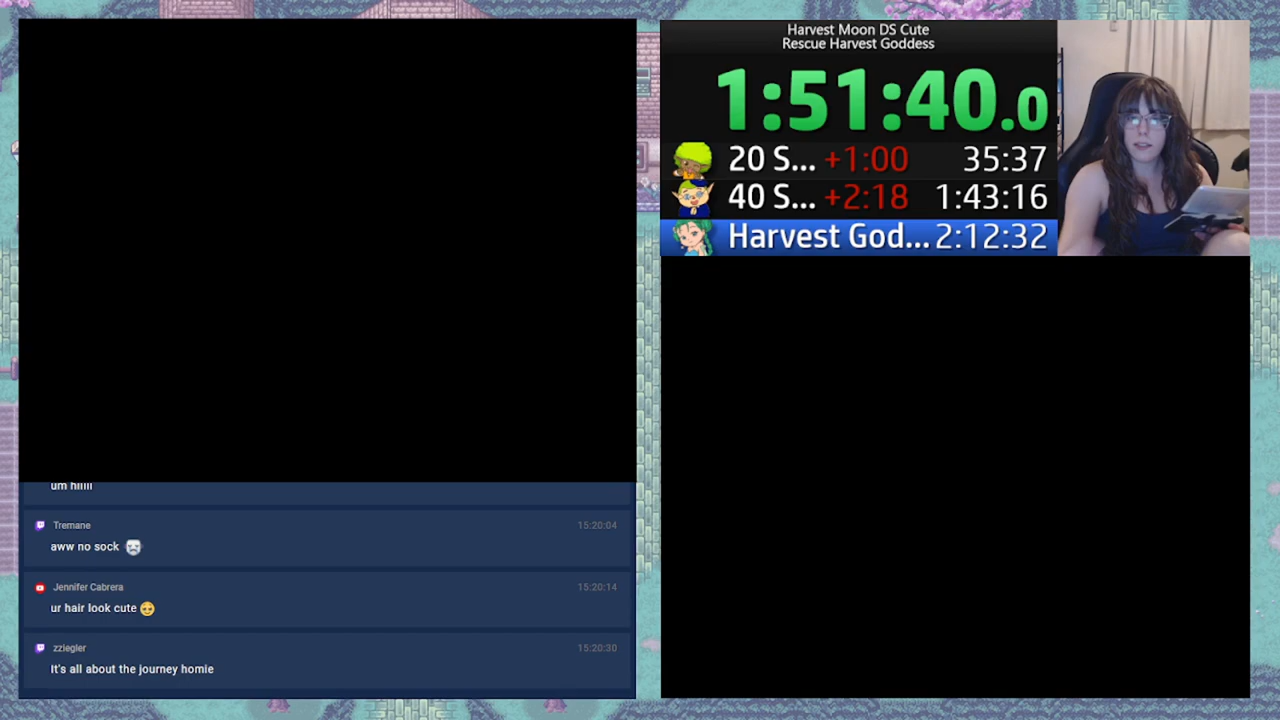 Harvest Moon DS Cute
Rescue Harvest Goddess
1:51:40.0
20 S... +1:00 35:37
40 S... +2:18 1:43:16
Harvest God... 2:12:32
um hiiiii
Tremane 15:20:04
aww no sock
Jennifer Cabrera 15:20:14
ur hair look cute
zziegler 15:20:30
It's all about the journey homie